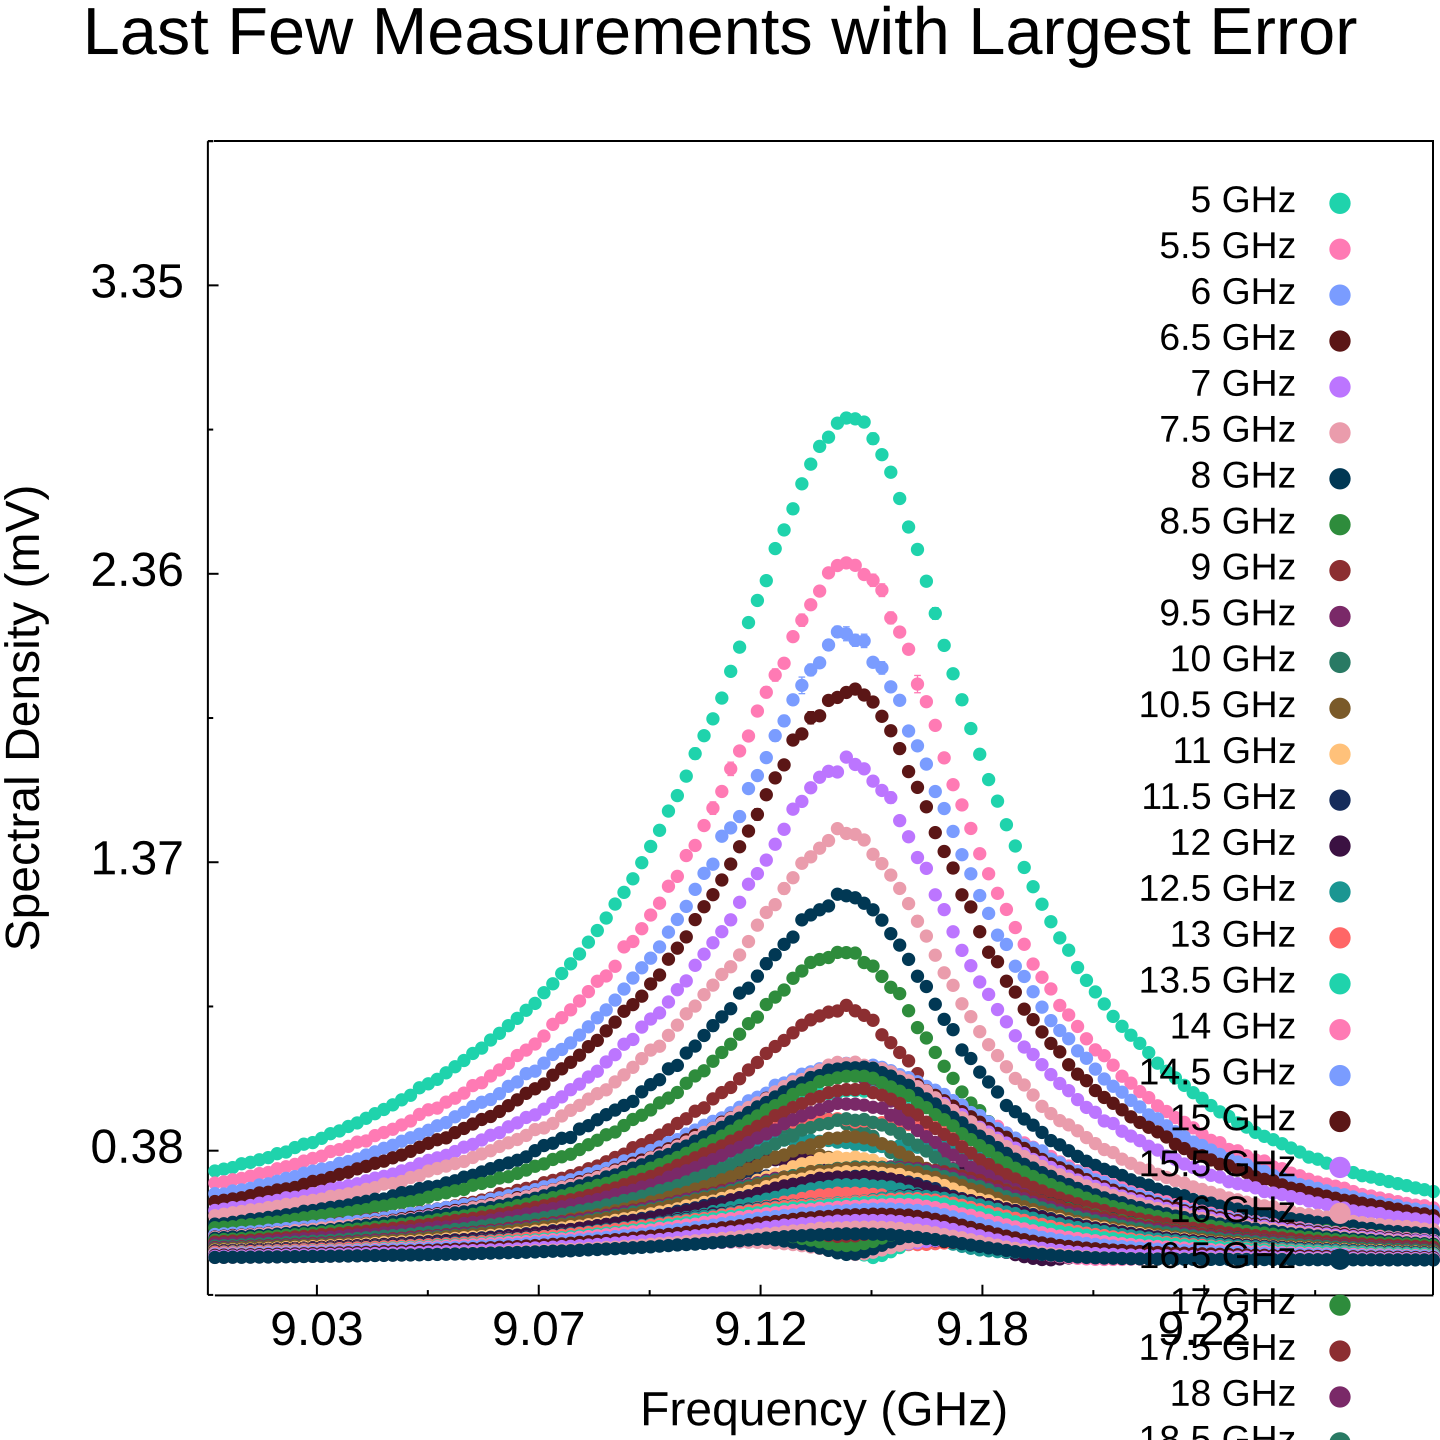 Last Few Measurements with Largest Error
5 GHz
5.5 GHz
6 GHz
6.5 GHz
7 GHz
7.5 GHz
8 GHz
8.5 GHz
9 GHz
9.5 GHz
10 GHz
10.5 GHz
11 GHz
11.5 GHz
12 GHz
12.5 GHz
13 GHz
13.5 GHz
14 GHz
14.5 GHz
15 GHz
15.5 GHz
16 GHz
16.5 GHz
17 GHz
17.5 GHz
18 GHz
18.5 GHz
3.35
2.36
1.37
0.38
Spectral Density (mV)
9.03
9.07
9.12
9.18
9.22
Frequency (GHz)